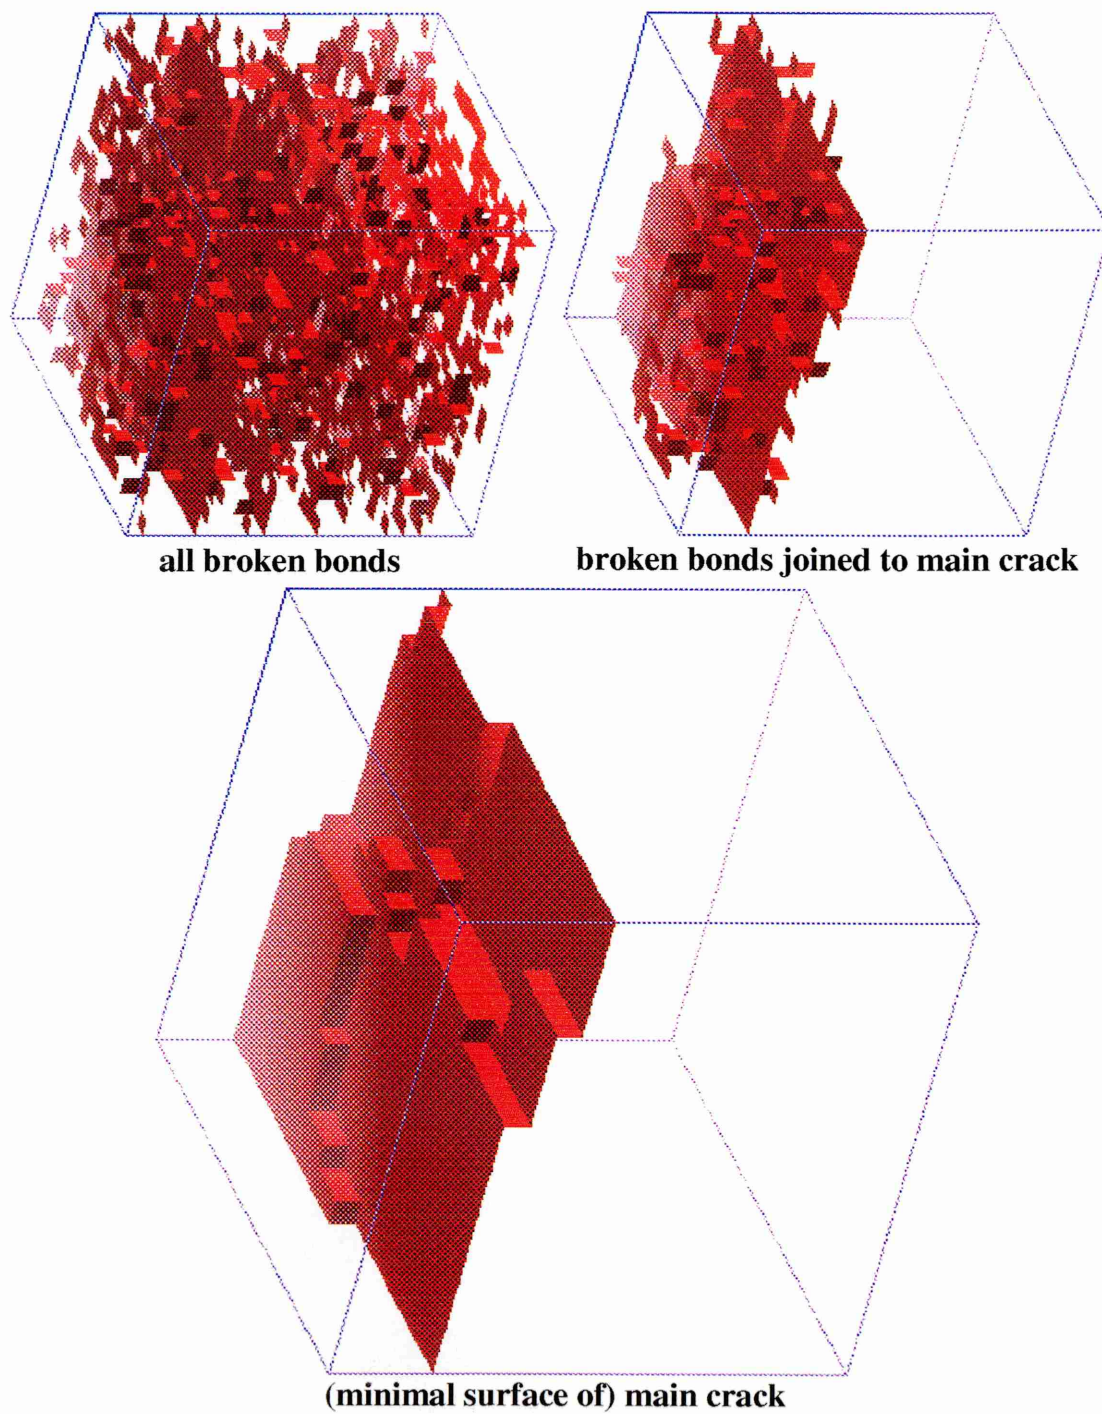 all broken bonds
broken bonds joined to main crack
(minimal surface of) main crack